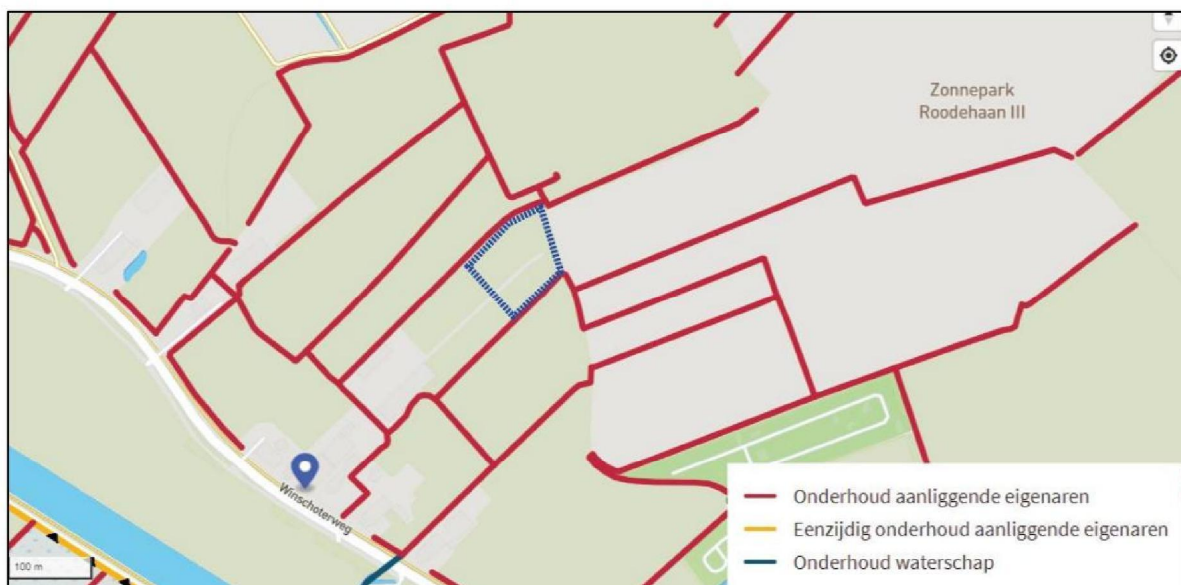 Zonnepark
Roodehaan III
Winschoterweg
Onderhoud aanliggende eigenaren
Eenzijdig onderhoud aanliggende eigenaren
Onderhoud waterschap
100 m